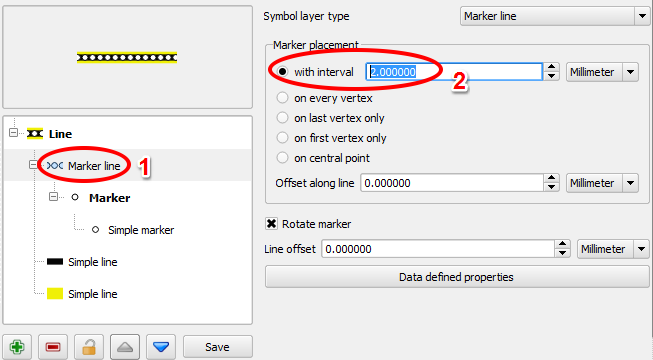 Symbol layer type Marker line
Marker placement
with interval 2.000000 Millimeter
2
on every vertex
on last vertex only
on first vertex only
on central point
Offset along line 0.000000 Millimeter
Rotate marker
Line offset 0.000000 Millimeter
Data defined properties
Line
Marker line 1
Marker
Simple marker
Simple line
Simple line
Save